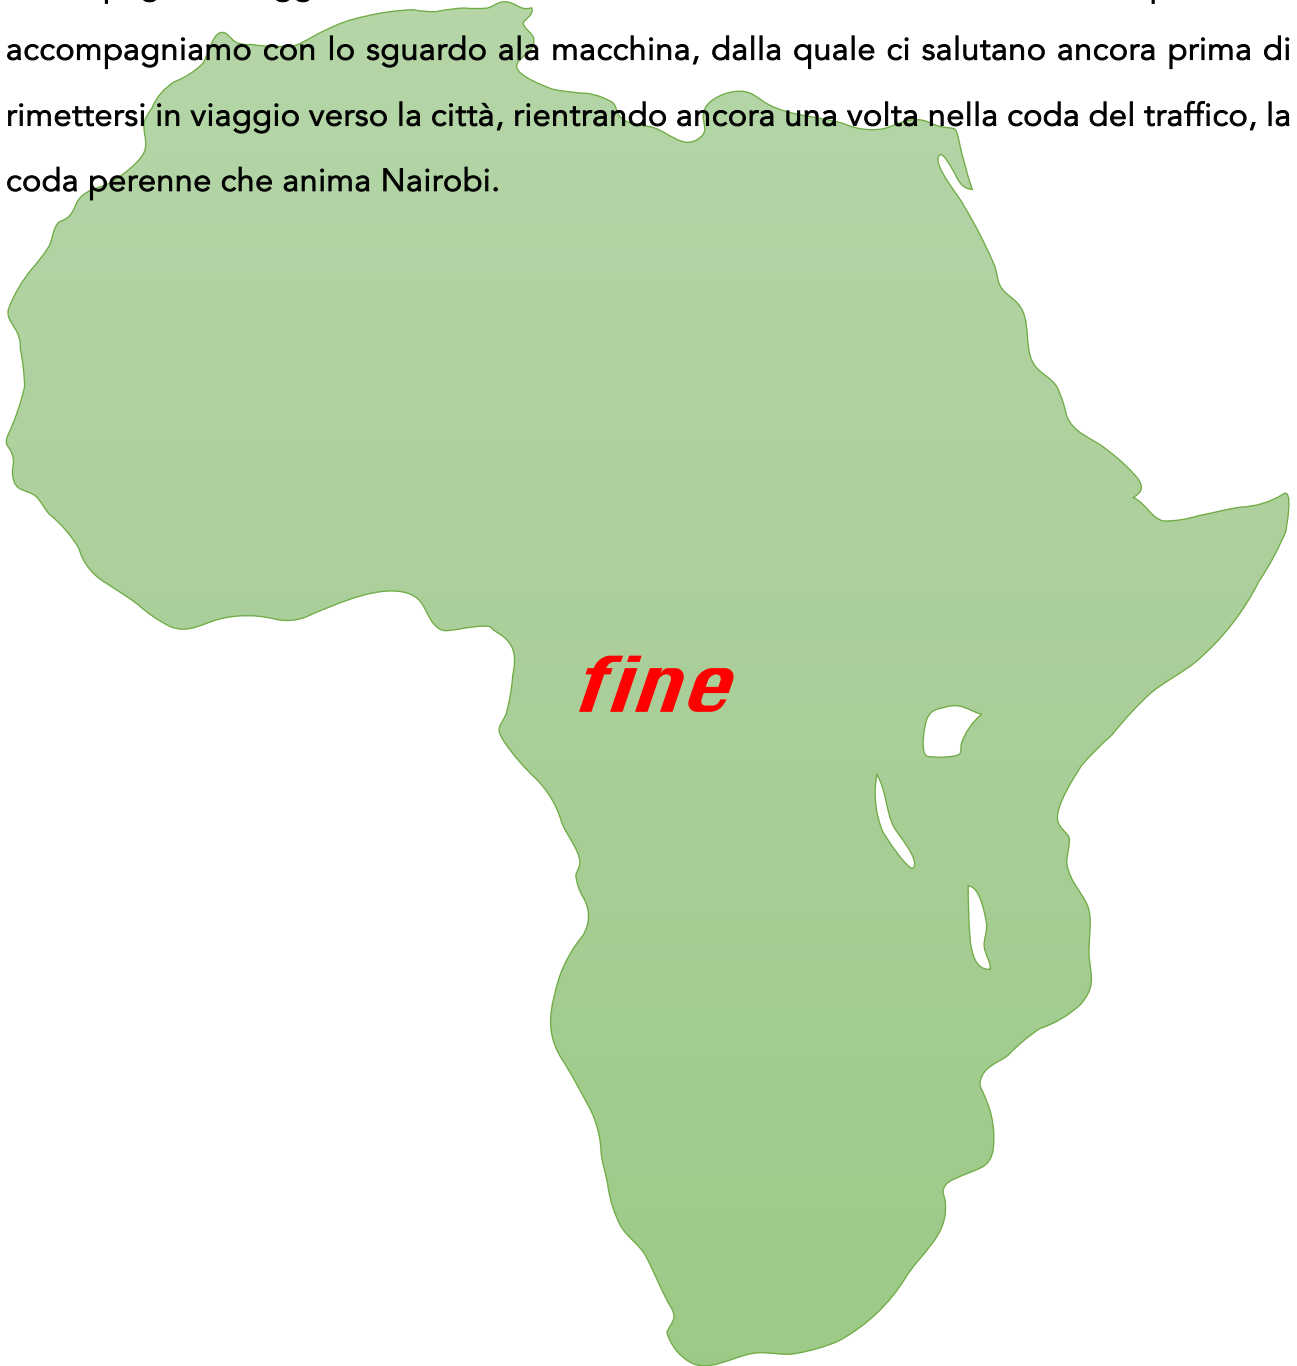 accompagniamo con lo sguardo ala macchina, dalla quale ci salutano ancora prima di
rimettersi in viaggio verso la città, rientrando ancora una volta nella coda del traffico, la
coda perenne che anima Nairobi.
fine